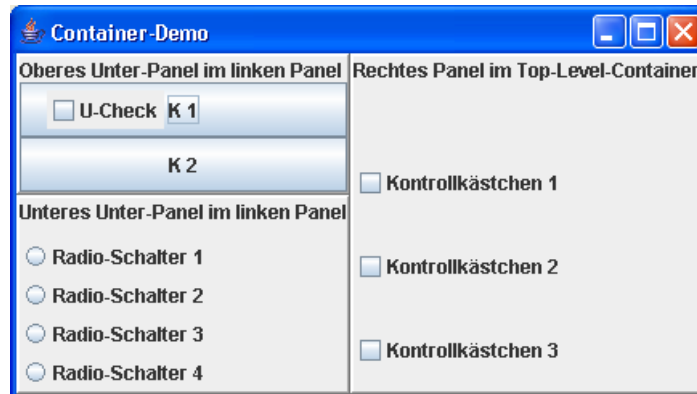 Container-Demo
Oberes Unter-Panel im linken Panel
U-Check K 1
K 2
Unteres Unter-Panel im linken Panel
Radio-Schalter 1
Radio-Schalter 2
Radio-Schalter 3
Radio-Schalter 4
Rechtes Panel im Top-Level-Container
Kontrollkästchen 1
Kontrollkästchen 2
Kontrollkästchen 3